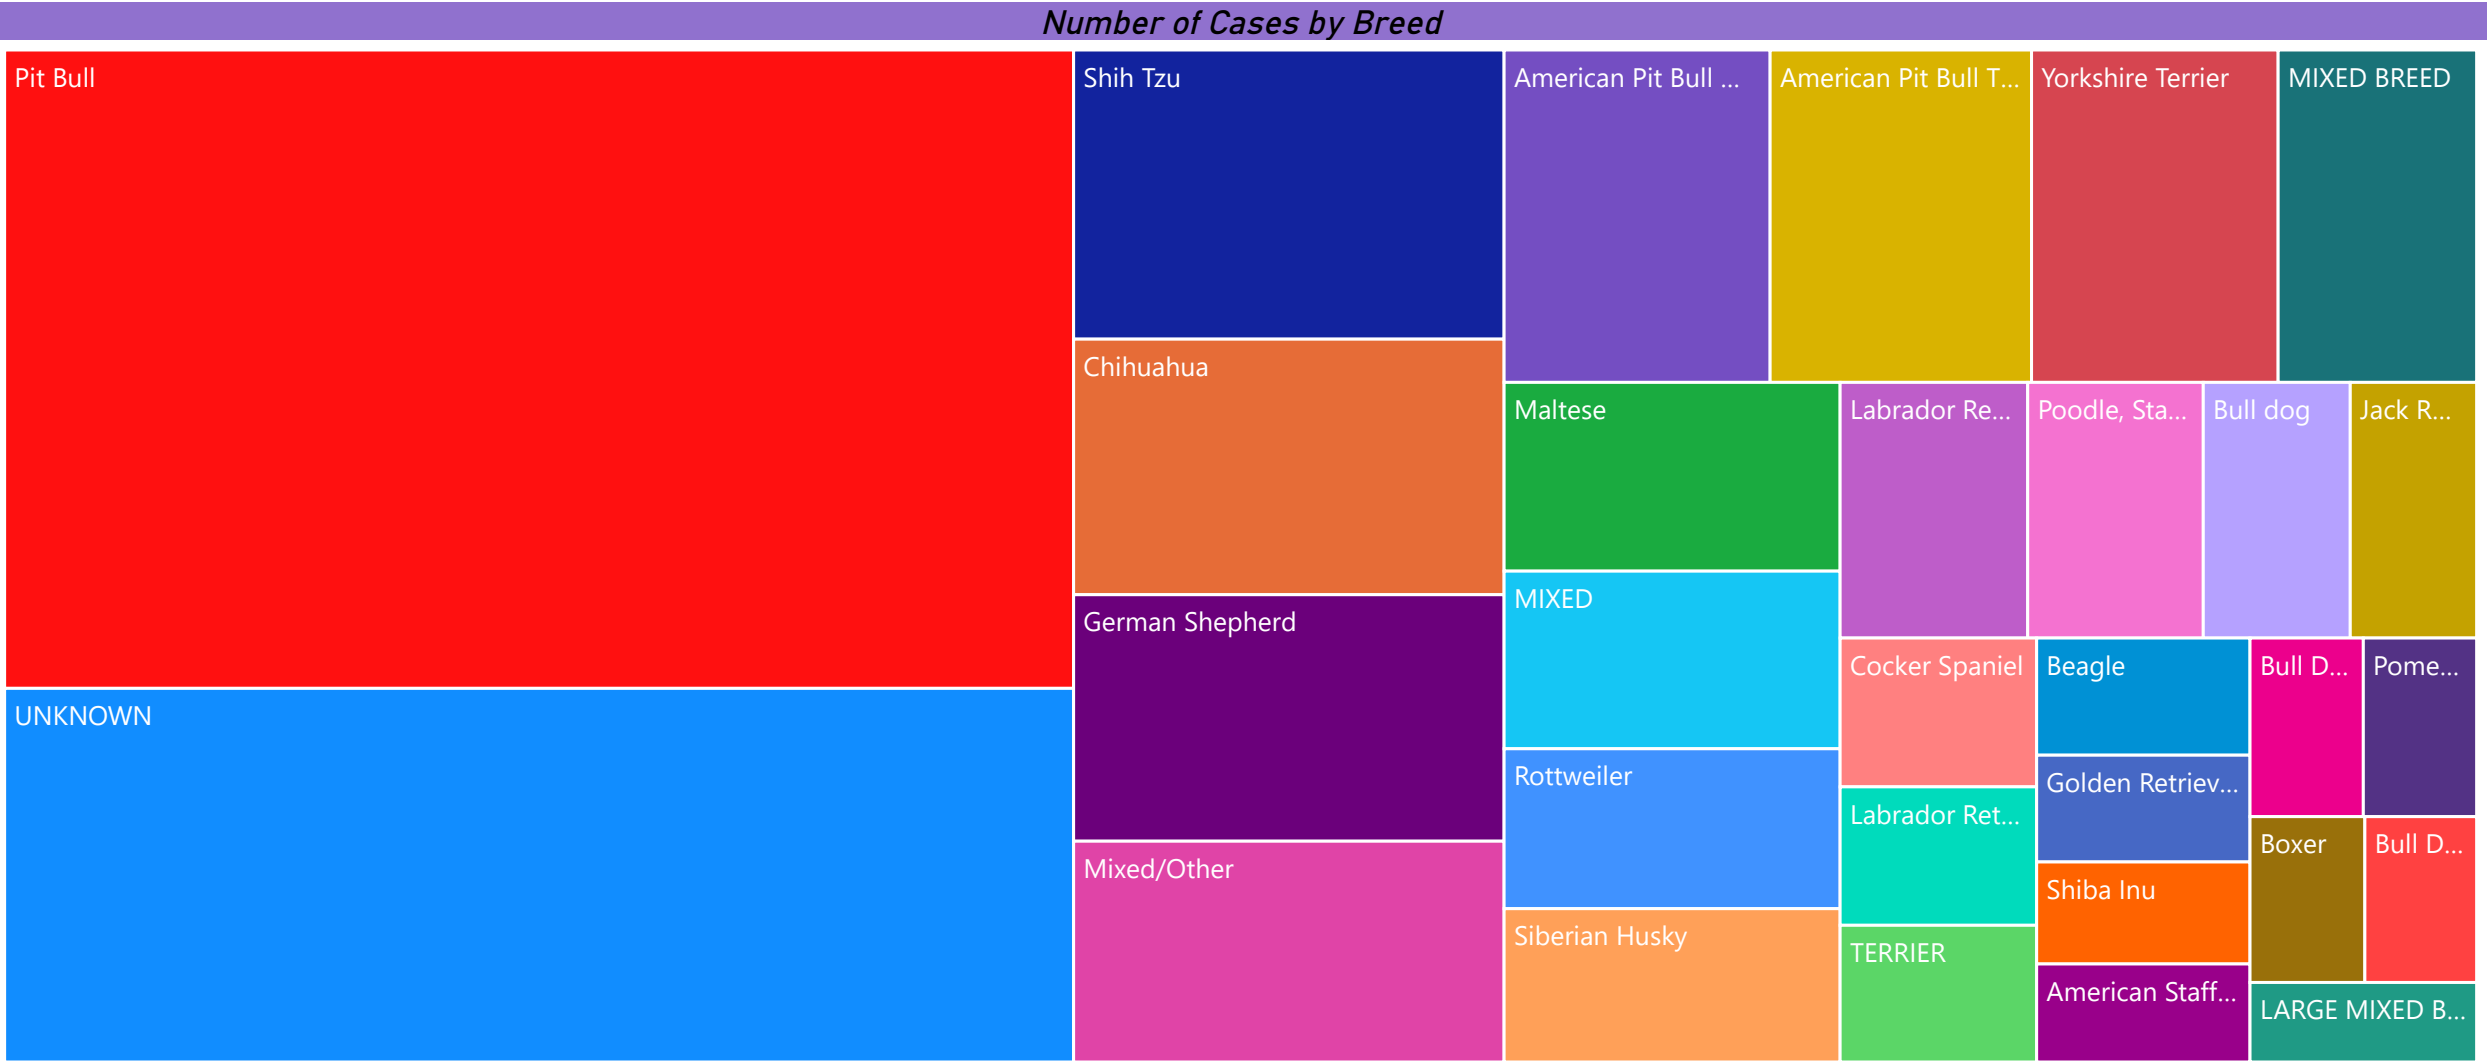 Number of Cases by Breed
Pit Bull
UNKNOWN
Shih Tzu
Chihuahua
German Shepherd
Mixed/Other
American Pit Bull ...
American Pit Bull T...
Yorkshire Terrier
MIXED BREED
Maltese
MIXED
Rottweiler
Siberian Husky
Labrador Re...
Poodle, Sta...
Bull dog
Jack R...
Cocker Spaniel
Labrador Ret...
TERRIER
Beagle
Golden Retriev...
Shiba Inu
American Staff...
Bull D...
Pome...
Boxer
Bull D...
LARGE MIXED B...